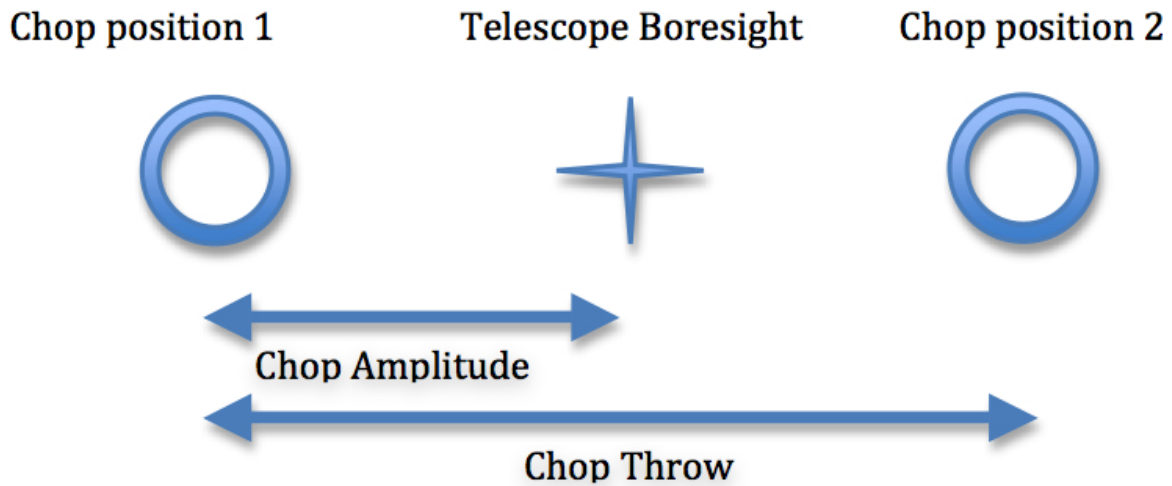 Chop position 1
Telescope Boresight
Chop position 2
Chop Amplitude
Chop Throw